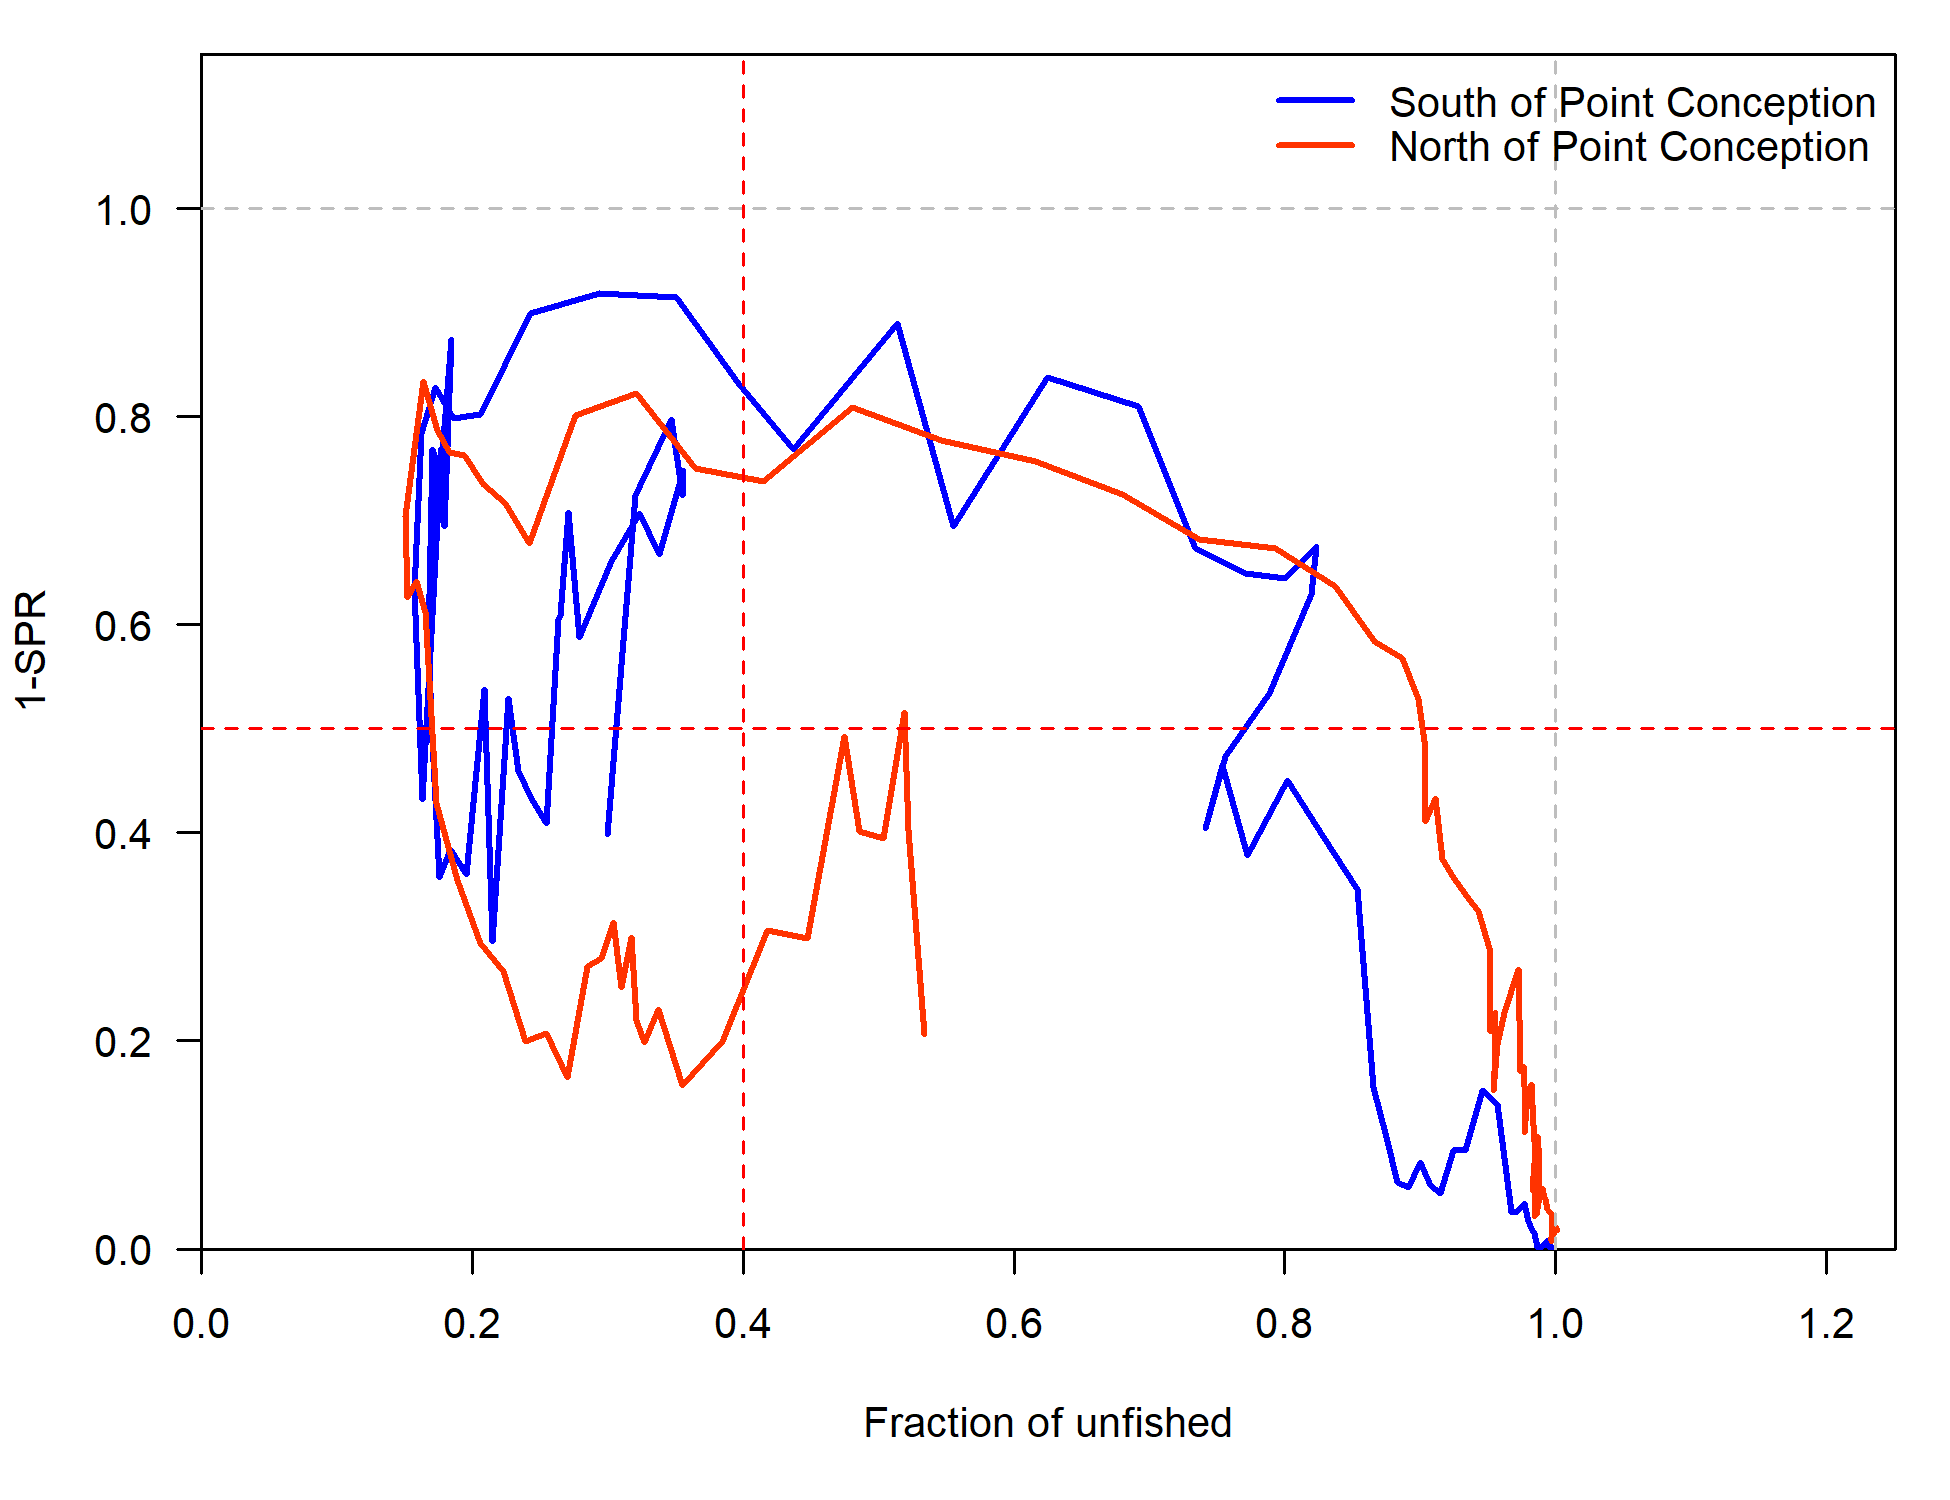 South of Point Conception
North of Point Conception
1.0
0.8
0.6
0.4
0.2
0.0
1-SPR
0.0 0.2 0.4 0.6 0.8 1.0 1.2
Fraction of unfished